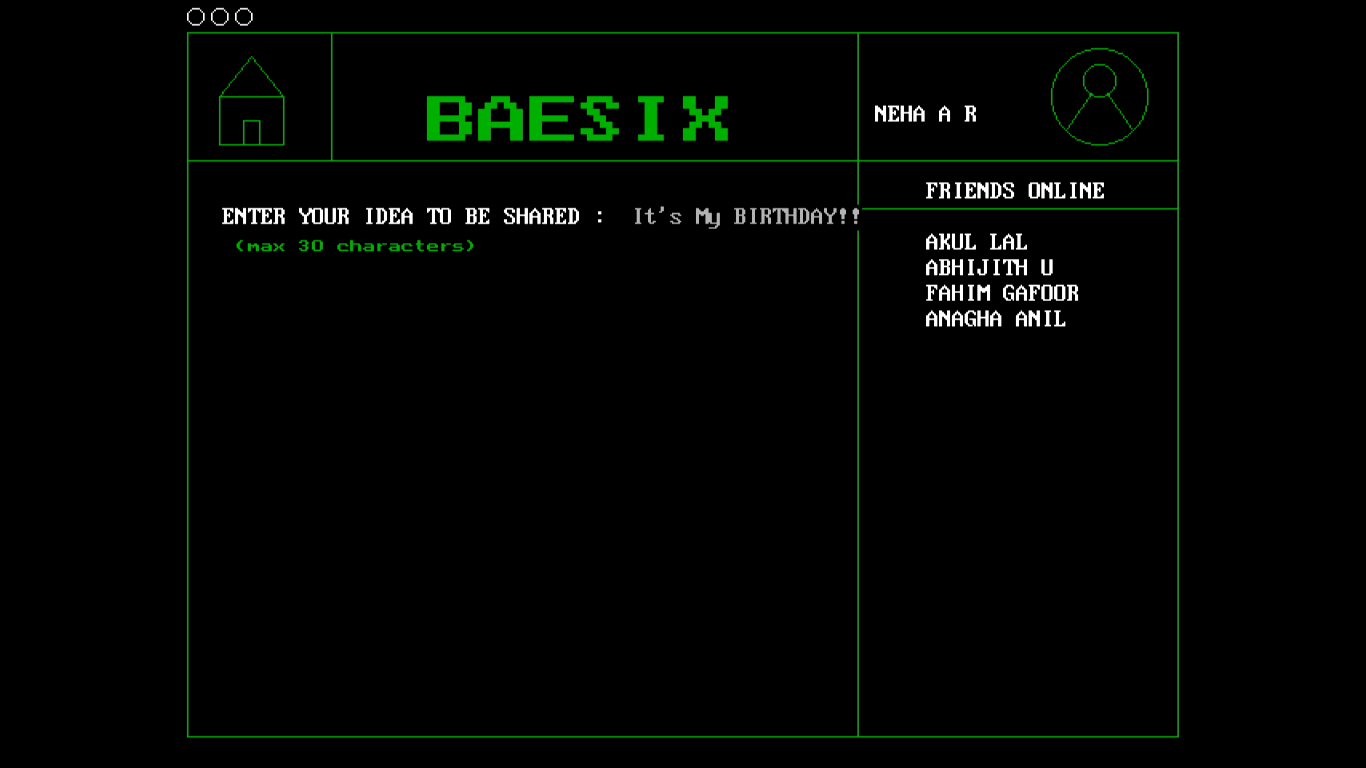 BAESIX
NEHA A R
ENTER YOUR IDEA TO BE SHARED : It's My BIRTHDAY!!
(max 30 characters)
FRIENDS ONLINE
AKUL LAL
ABHIJITH U
FAHIM GAFOOR
ANAGHA ANIL